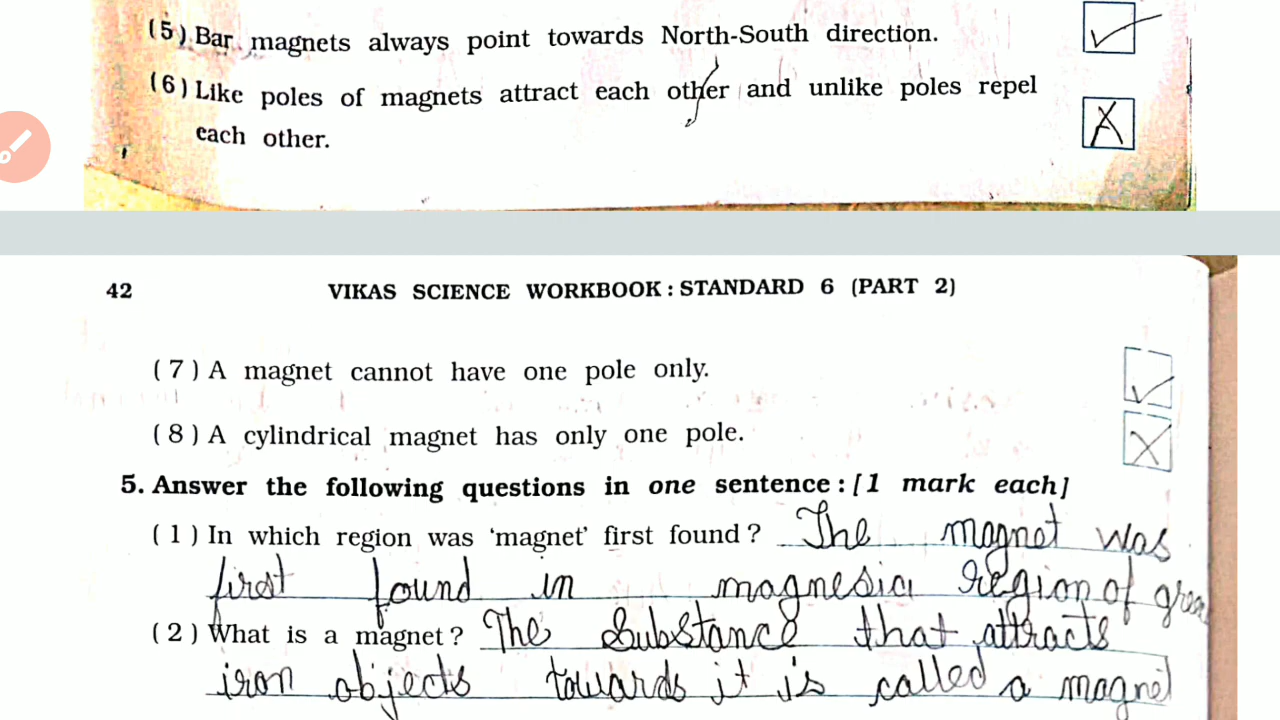 (5) Bar magnets always point towards North-South direction.
(6) Like poles of magnets attract each other and unlike poles repel
each other.
42 VIKAS SCIENCE WORKBOOK : STANDARD 6 (PART 2)
(7) A magnet cannot have one pole only.
(8) A cylindrical magnet has only one pole.
5. Answer the following questions in one sentence : [1 mark each]
(1) In which region was 'magnet' first found? The magnet was
first found in magnesia region of
(2) What is a magnet? The Substance that attracts
iron objects towards it is called a magnet